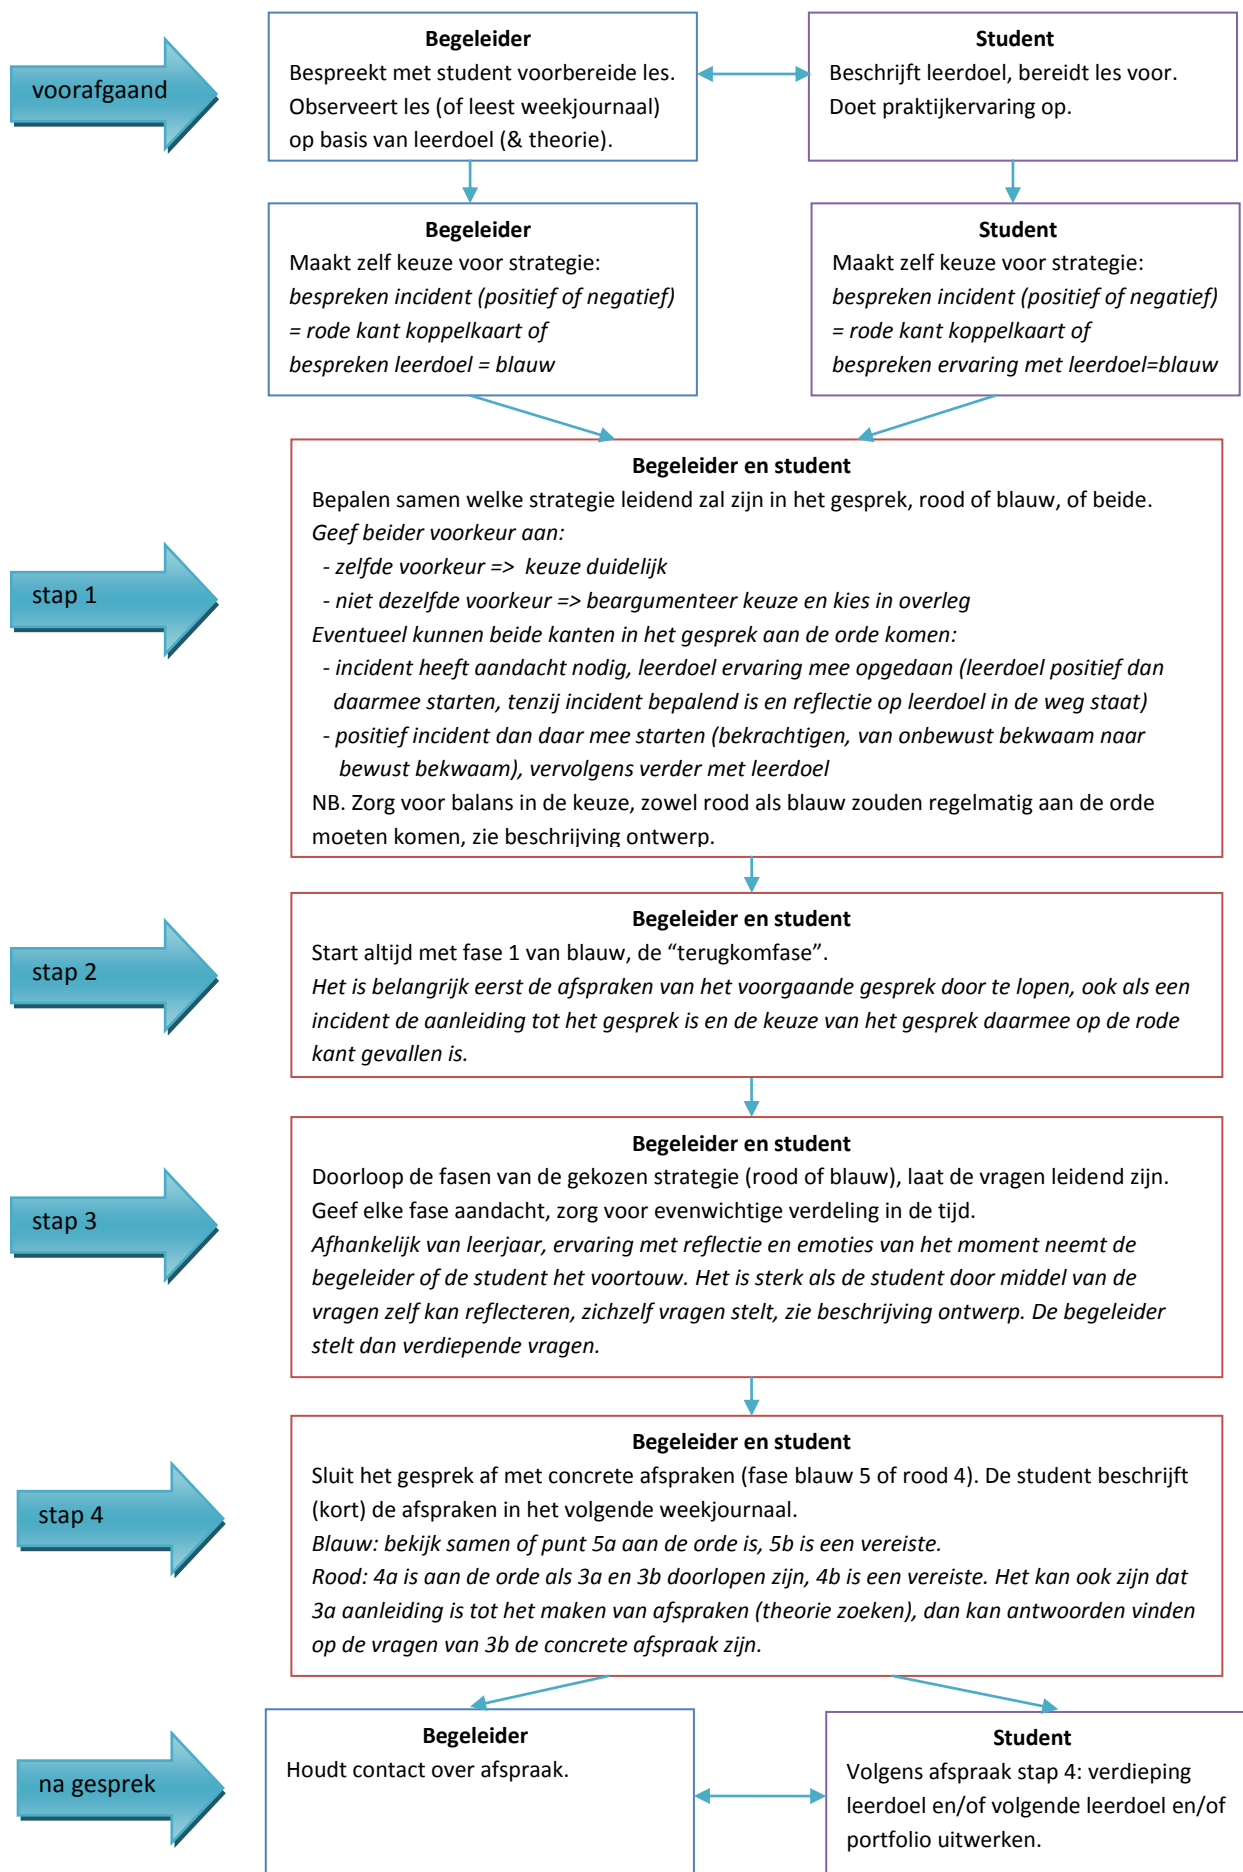 voorafgaand
Begeleider
Bespreekt met student voorbereide les.
Observeert les (of leest weekjournaal)
op basis van leerdoel (& theorie).
Student
Beschrijft leerdoel, bereidt les voor.
Doet praktijkervaring op.
Begeleider
Maakt zelf keuze voor strategie:
bespreken incident (positief of negatief)
= rode kant koppelkaart of
bespreken leerdoel = blauw
Student
Maakt zelf keuze voor strategie:
bespreken incident (positief of negatief)
= rode kant koppelkaart of
bespreken ervaring met leerdoel=blauw
stap 1
Begeleider en student
Bepalen samen welke strategie leidend zal zijn in het gesprek, rood of blauw, of beide.
Geef beider voorkeur aan:
- zelfde voorkeur => keuze duidelijk
- niet dezelfde voorkeur => beargumenteer keuze en kies in overleg
Eventueel kunnen beide kanten in het gesprek aan de orde komen:
- incident heeft aandacht nodig, leerdoel ervaring mee opgedaan (leerdoel positief dan
daarmee starten, tenzij incident bepalend is en reflectie op leerdoel in de weg staat)
- positief incident dan daar mee starten (bekrachtigen, van onbewust bekwaam naar
bewust bekwaam), vervolgens verder met leerdoel
NB. Zorg voor balans in de keuze, zowel rood als blauw zouden regelmatig aan de orde
moeten komen, zie beschrijving ontwerp.
stap 2
Begeleider en student
Start altijd met fase 1 van blauw, de “terugkomfase”.
Het is belangrijk eerst de afspraken van het voorgaande gesprek door te lopen, ook als een
incident de aanleiding tot het gesprek is en de keuze van het gesprek daarmee op de rode
kant gevallen is.
stap 3
Begeleider en student
Doorloop de fasen van de gekozen strategie (rood of blauw), laat de vragen leidend zijn.
Geef elke fase aandacht, zorg voor evenwichtige verdeling in de tijd.
Afhankelijk van leerjaar, ervaring met reflectie en emoties van het moment neemt de
begeleider of de student het voortouw. Het is sterk als de student door middel van de
vragen zelf kan reflecteren, zichzelf vragen stelt, zie beschrijving ontwerp. De begeleider
stelt dan verdiepende vragen.
stap 4
Begeleider en student
Sluit het gesprek af met concrete afspraken (fase blauw 5 of rood 4). De student beschrijft
(kort) de afspraken in het volgende weekjournaal.
Blauw: bekijk samen of punt 5a aan de orde is, 5b is een vereiste.
Rood: 4a is aan de orde als 3a en 3b doorlopen zijn, 4b is een vereiste. Het kan ook zijn dat
3a aanleiding is tot het maken van afspraken (theorie zoeken), dan kan antwoorden vinden
op de vragen van 3b de concrete afspraak zijn.
na gesprek
Begeleider
Houdt contact over afspraak.
Student
Volgens afspraak stap 4: verdieping
leerdoel en/of volgende leerdoel en/of
portfolio uitwerken.